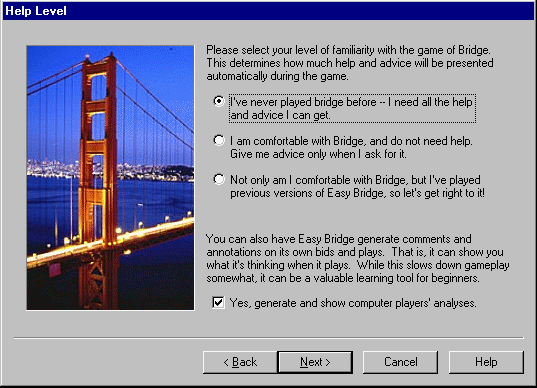 Help Level
Please select your level of familiarity with the game of Bridge.
This determines how much help and advice will be presented
automatically during the game.
I've never played bridge before -- I need all the help
and advice I can get.
I am comfortable with Bridge, and do not need help.
Give me advice only when I ask for it.
Not only am I comfortable with Bridge, but I've played
previous versions of Easy Bridge, so let's get right to it!
You can also have Easy Bridge generate comments and
annotations on its own bids and plays.  That is, it can show you
what it's thinking when it plays.  While this slows down gameplay
somewhat, it can be a valuable learning tool for beginners.
Yes, generate and show computer players' analyses.
< Back
Next >
Cancel
Help